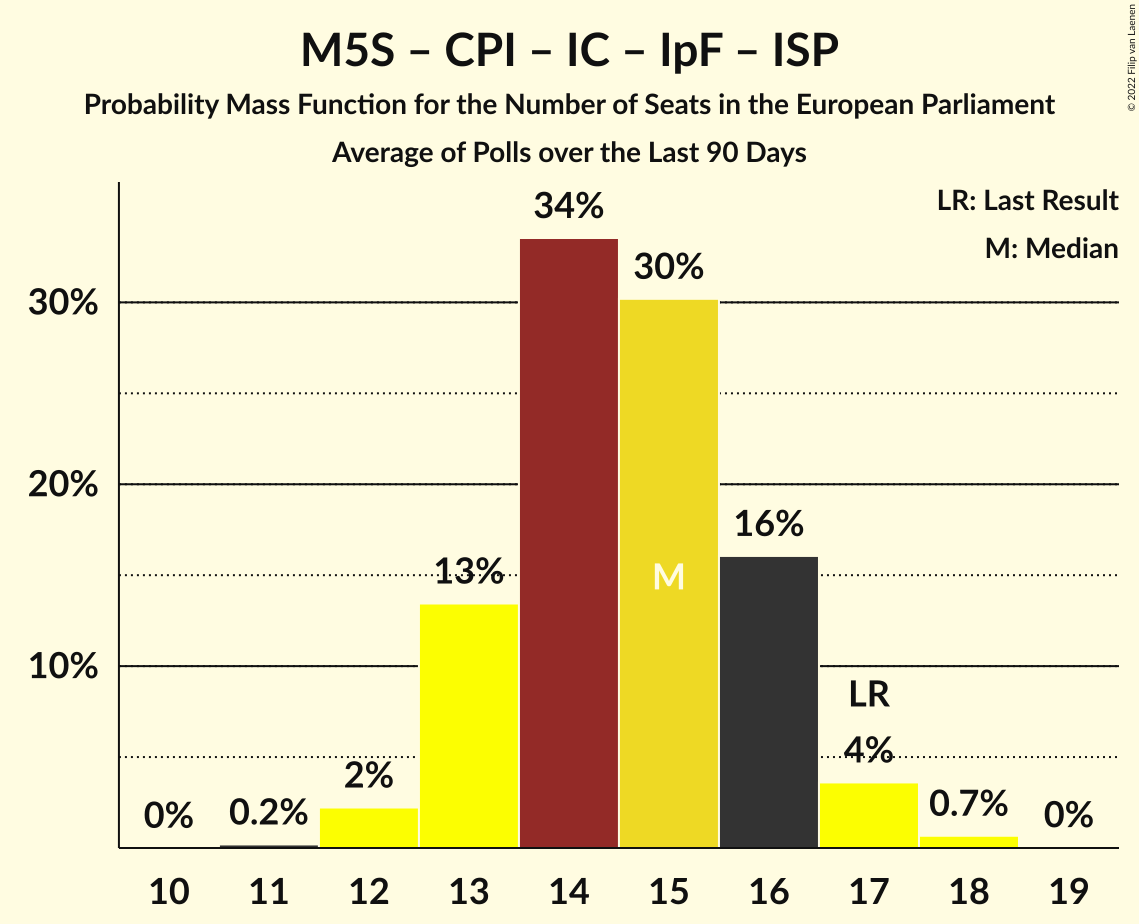 M5S – CPI – IC – IpF – ISP
Probability Mass Function for the Number of Seats in the European Parliament
Average of Polls over the Last 90 Days
© 2022 Filip van Laenen
LR: Last Result
M: Median
34%
30%
30%
20%
16%
13%
M
10%
LR
4%
2%
0.7%
0%
0.2%
0%
10 11 12 13 14 15 16 17 18 19